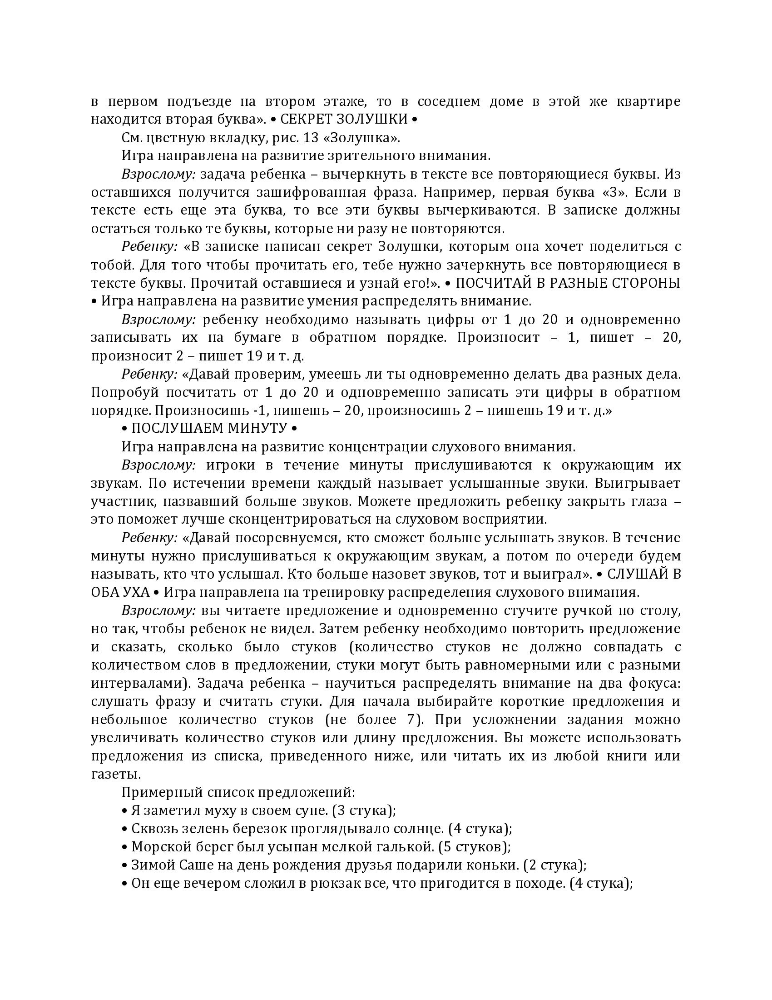 в первом подъезде на втором этаже, то в соседнем доме в этой же квартире
находится вторая буква». • СЕКРЕТ ЗОЛУШКИ •
См. цветную вкладку, рис. 13 «Золушка».
Игра направлена на развитие зрительного внимания.
Взрослому: задача ребенка – вычеркнуть в тексте все повторяющиеся буквы. Из
оставшихся получится зашифрованная фраза. Например, первая буква «З». Если в
тексте есть еще эта буква, то все эти буквы вычеркиваются. В записке должны
остаться только те буквы, которые ни разу не повторяются.
Ребенку: «В записке написан секрет Золушки, которым она хочет поделиться с
тобой. Для того чтобы прочитать его, тебе нужно зачеркнуть все повторяющиеся в
тексте буквы. Прочитай оставшиеся и узнай его!». • ПОСЧИТАЙ В РАЗНЫЕ СТОРОНЫ
• Игра направлена на развитие умения распределять внимание.
Взрослому: ребенку необходимо называть цифры от 1 до 20 и одновременно
записывать их на бумаге в обратном порядке. Произносит – 1, пишет – 20,
произносит 2 – пишет 19 и т. д.
Ребенку: «Давай проверим, умеешь ли ты одновременно делать два разных дела.
Попробуй посчитать от 1 до 20 и одновременно записать эти цифры в обратном
порядке. Произносишь -1, пишешь – 20, произносишь 2 – пишешь 19 и т. д.»
• ПОСЛУШАЕМ МИНУТУ •
Игра направлена на развитие концентрации слухового внимания.
Взрослому: игроки в течение минуты прислушиваются к окружающим их
звукам. По истечении времени каждый называет услышанные звуки. Выигрывает
участник, назвавший больше звуков. Можете предложить ребенку закрыть глаза –
это поможет лучше сконцентрироваться на слуховом восприятии.
Ребенку: «Давай посоревнуемся, кто сможет больше услышать звуков. В течение
минуты нужно прислушиваться к окружающим звукам, а потом по очереди будем
называть, кто что услышал. Кто больше назовет звуков, тот и выиграл». • СЛУШАЙ В
ОБА УХА • Игра направлена на тренировку распределения слухового внимания.
Взрослому: вы читаете предложение и одновременно стучите ручкой по столу,
но так, чтобы ребенок не видел. Затем ребенку необходимо повторить предложение
и сказать, сколько было стуков (количество стуков не должно совпадать с
количеством слов в предложении, стуки могут быть равномерными или с разными
интервалами). Задача ребенка – научиться распределять внимание на два фокуса:
слушать фразу и считать стуки. Для начала выбирайте короткие предложения и
небольшое количество стуков (не более 7). При усложнении задания можно
увеличивать количество стуков или длину предложения. Вы можете использовать
предложения из списка, приведенного ниже, или читать их из любой книги или
газеты.
Примерный список предложений:
• Я заметил муху в своем супе. (3 стука);
• Сквозь зелень березок проглядывало солнце. (4 стука);
• Морской берег был усыпан мелкой галькой. (5 стуков);
• Зимой Саше на день рождения друзья подарили коньки. (2 стука);
• Он еще вечером сложил в рюкзак все, что пригодится в походе. (4 стука);